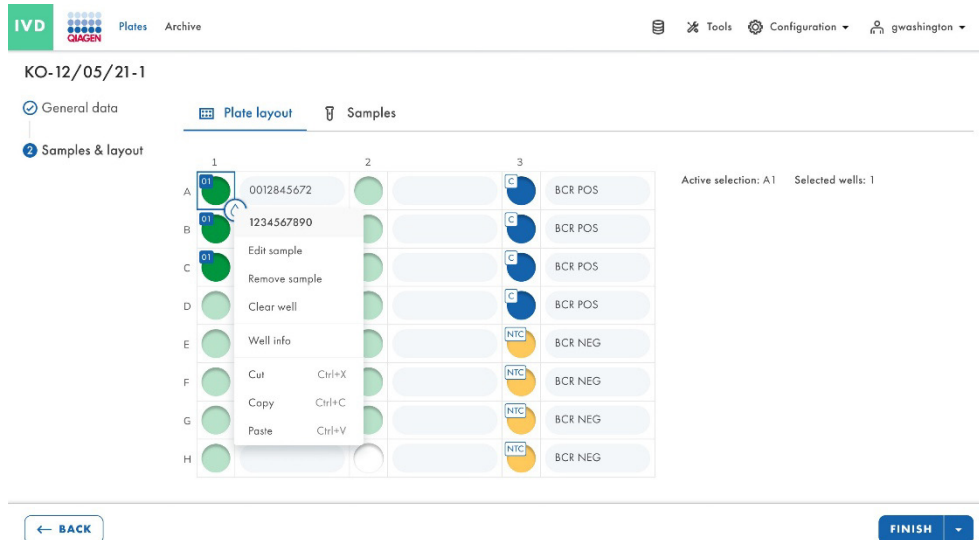 IVD QIAGEN Plates Archive Tools Configuration gwashington
KO-12/05/21-1
General data
Plate layout Samples
2 Samples & layout
1 2 3
Active selection: A1 Selected wells: 1
A 01 0012845672 C BCR POS
B 01 C BCR POS
1234567890
Edit sample
C 01 C BCR POS
Remove sample
D Clear well C BCR POS
E Well info NTC BCR NEG
F Cut Ctrl+X NTC BCR NEG
Copy Ctrl+C
G NTC BCR NEG
Paste Ctrl+V
H NTC BCR NEG
← BACK FINISH